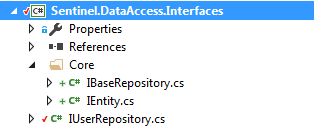 C# Sentinel.DataAccess.Interfaces
Properties
References
Core
C# IBaseRepository.cs
C# IEntity.cs
C# IUserRepository.cs